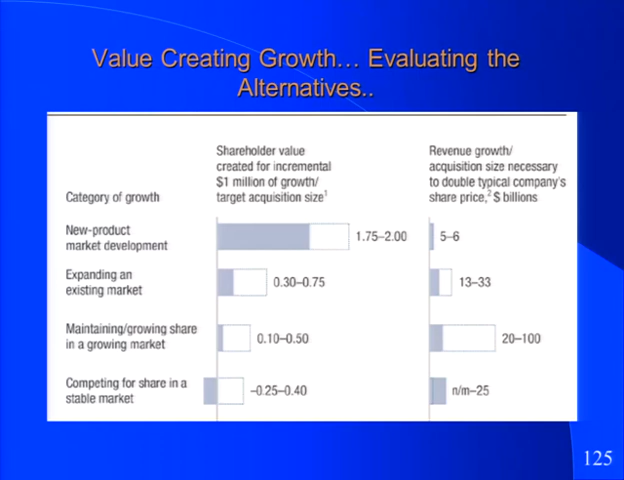 Value Creating Growth… Evaluating the
Alternatives..
Shareholder value
created for incremental
$1 million of growth/
target acquisition size¹
Revenue growth/
acquisition size necessary
to double typical company's
share price,² $ billions
Category of growth
New-product
market development
1.75–2.00
5–6
Expanding an
existing market
0.30–0.75
13–33
Maintaining/growing share
in a growing market
0.10–0.50
20–100
Competing for share in a
stable market
–0.25–0.40
n/m–25
125